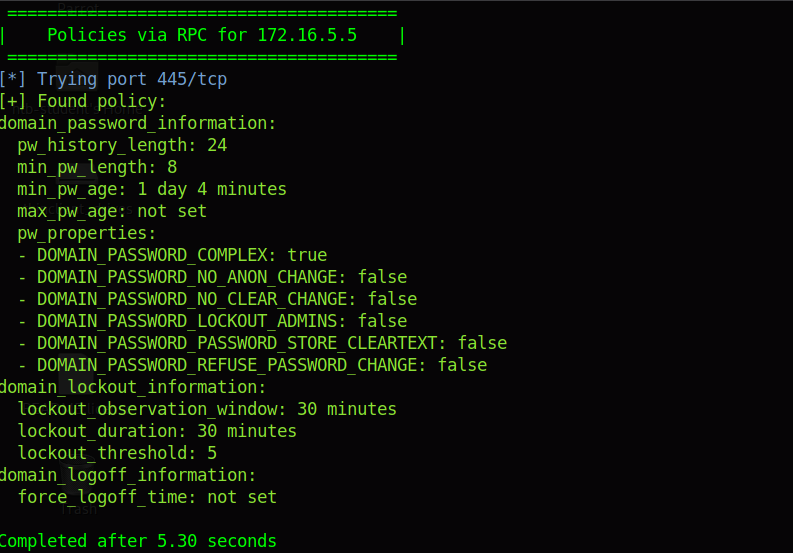 =======================================
|    Policies via RPC for 172.16.5.5    |
=======================================
[*] Trying port 445/tcp
[+] Found policy:
domain_password_information:
  pw_history_length: 24
  min_pw_length: 8
  min_pw_age: 1 day 4 minutes
  max_pw_age: not set
  pw_properties:
  - DOMAIN_PASSWORD_COMPLEX: true
  - DOMAIN_PASSWORD_NO_ANON_CHANGE: false
  - DOMAIN_PASSWORD_NO_CLEAR_CHANGE: false
  - DOMAIN_PASSWORD_LOCKOUT_ADMINS: false
  - DOMAIN_PASSWORD_PASSWORD_STORE_CLEARTEXT: false
  - DOMAIN_PASSWORD_REFUSE_PASSWORD_CHANGE: false
domain_lockout_information:
  lockout_observation_window: 30 minutes
  lockout_duration: 30 minutes
  lockout_threshold: 5
domain_logoff_information:
  force_logoff_time: not set
Trash
Completed after 5.30 seconds